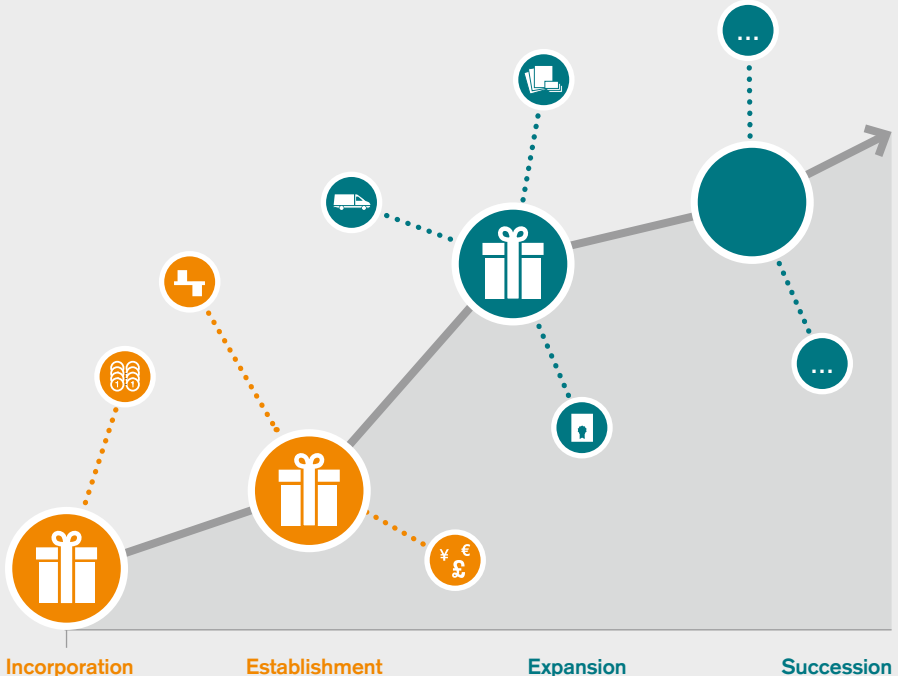 ...
¥ €
£
...
Incorporation Establishment Expansion Succession